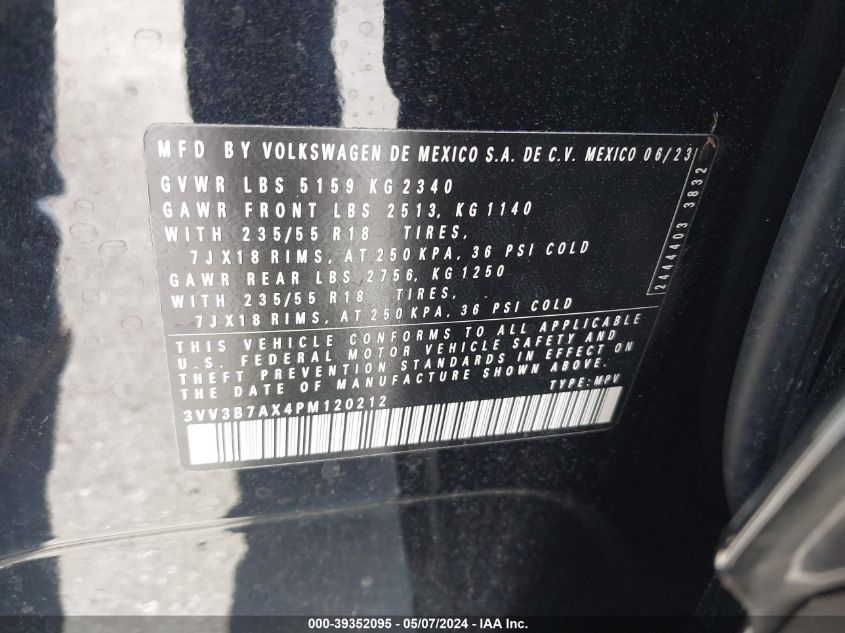 MFD BY VOLKSWAGEN DE MEXICO S.A. DE C.V. MEXICO 06/23
GVWR LBS 5159 KG 2340
GAWR FRONT LBS 2513, KG 1140
WITH 235/55 R18 TIRES,
7JX18 RIMS, AT 250 KPA, 36 PSI COLD
GAWR REAR LBS 2756, KG 1250
WITH 235/55 R18 TIRES,
7JX18 RIMS, AT 250 KPA, 36 PSI COLD
THIS VEHICLE CONFORMS TO ALL APPLICABLE
U.S. FEDERAL MOTOR VEHICLE SAFETY AND
THEFT PREVENTION STANDARDS IN EFFECT ON
THE DATE OF MANUFACTURE SHOWN ABOVE.
3VV3B7AX4PM120212 TYPE: MPV
2444403 3832
000-39352095 - 05/07/2024 - IAA Inc.